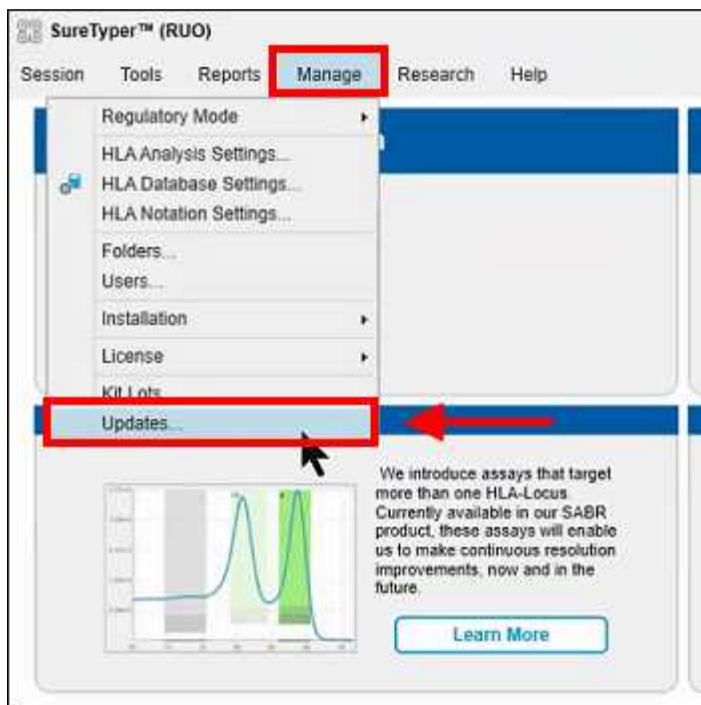 SureTyper™ (RUO)
Session Tools Reports Manage Research Help
Regulatory Mode
HLA Analysis Settings...
HLA Database Settings...
HLA Notation Settings...
Folders...
Users...
Installation
License
Kit Lots
Updates...
We introduce assays that target
more than one HLA-Locus.
Currently available in our SABR
product, these assays will enable
us to make continuous resolution
improvements, now and in the
future.
Learn More